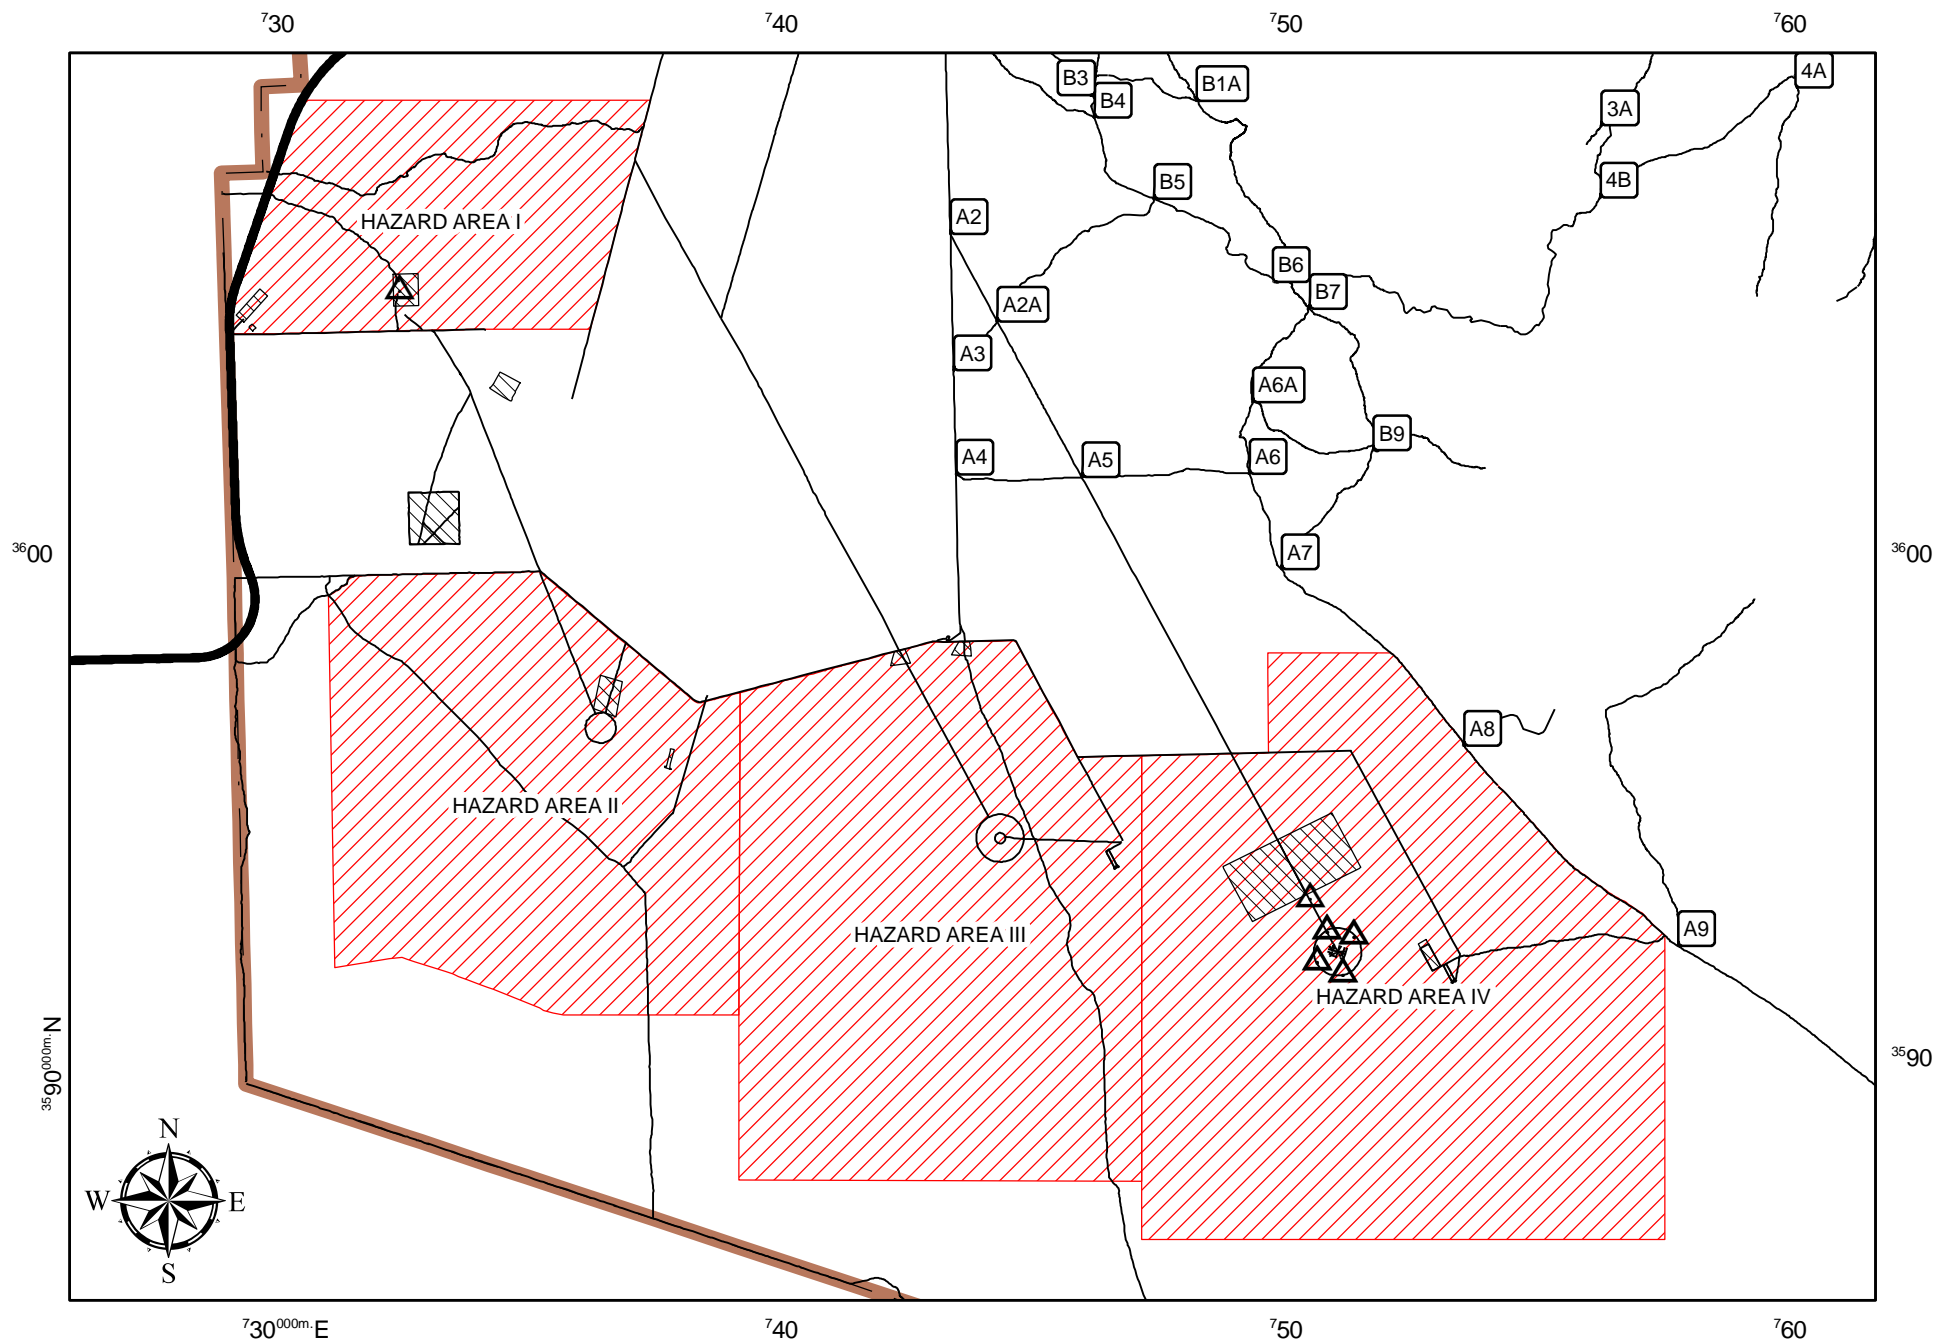 ⁷30 ⁷40 ⁷50 ⁷60
B3
B1A
4A
B4
3A
B5
4B
A2
HAZARD AREA I
B6
B7
A2A
A3
A6A
B9
A4
A5
A6
³⁶00
A7
³⁶00
A8
HAZARD AREA II
A9
HAZARD AREA III
HAZARD AREA IV
³⁵90⁰⁰⁰ᵐ·N
³⁵90
N
W E
S
⁷30⁰⁰⁰ᵐ·E ⁷40 ⁷50 ⁷60